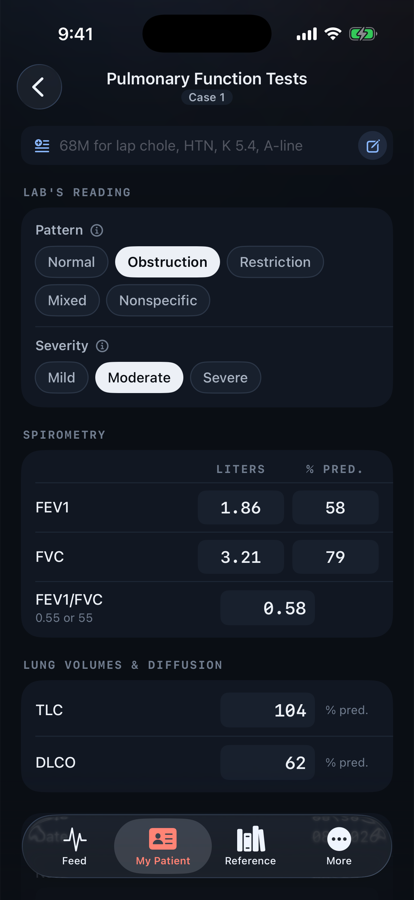 9:41
Pulmonary Function Tests
Case 1
68M for lap chole, HTN, K 5.4, A-line
LAB'S READING
Pattern
Normal Obstruction Restriction
Mixed Nonspecific
Severity
Mild Moderate Severe
SPIROMETRY
LITERS % PRED.
FEV1 1.86 58
FVC 3.21 79
FEV1/FVC 0.58
0.55 or 55
LUNG VOLUMES & DIFFUSION
TLC 104 % pred.
DLCO 62 % pred.
Feed My Patient Reference More